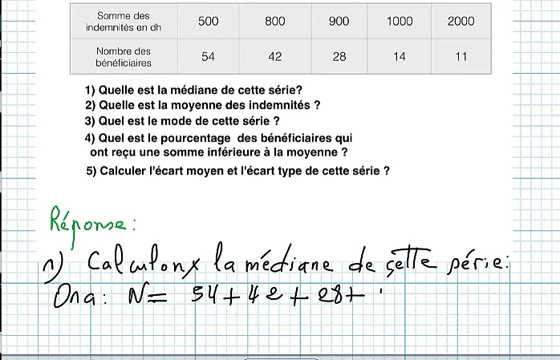 Somme des indemnités en dh 500 800 900 1000 2000
Nombre des bénéficiaires 54 42 28 14 11
1) Quelle est la médiane de cette série?
2) Quelle est la moyenne des indemnités ?
3) Quel est le mode de cette série ?
4) Quel est le pourcentage des bénéficiaires qui
ont reçu une somme inférieure à la moyenne ?
5) Calculer l'écart moyen et l'écart type de cette série ?
Réponse :
1) Calculons la médiane de cette série:
Ona: N = 54 + 42 + 28 +